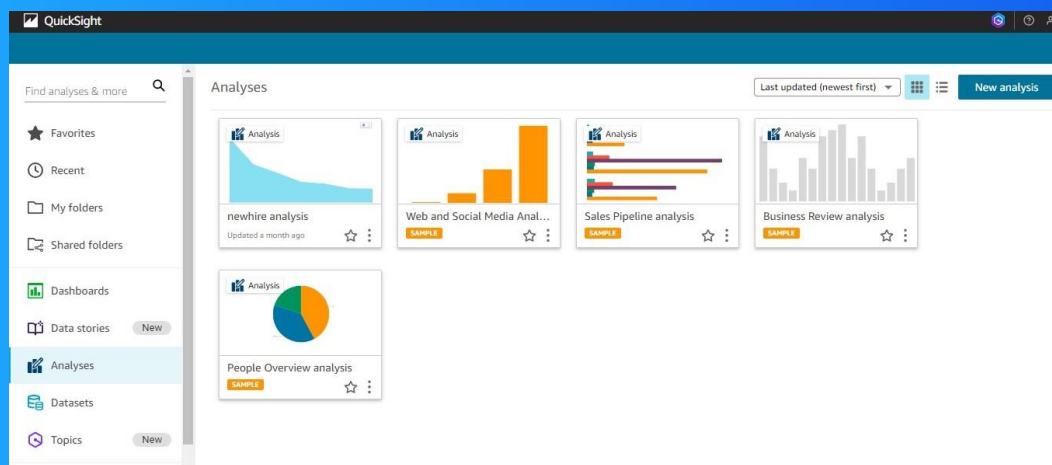 QuickSight
Find analyses & more
Favorites
Recent
My folders
Shared folders
Dashboards
Data stories New
Analyses
Datasets
Topics New
Analyses
Last updated (newest first)
New analysis
Analysis
newhire analysis
Updated a month ago
Analysis
Web and Social Media Anal...
SAMPLE
Analysis
Sales Pipeline analysis
SAMPLE
Analysis
Business Review analysis
SAMPLE
Analysis
People Overview analysis
SAMPLE